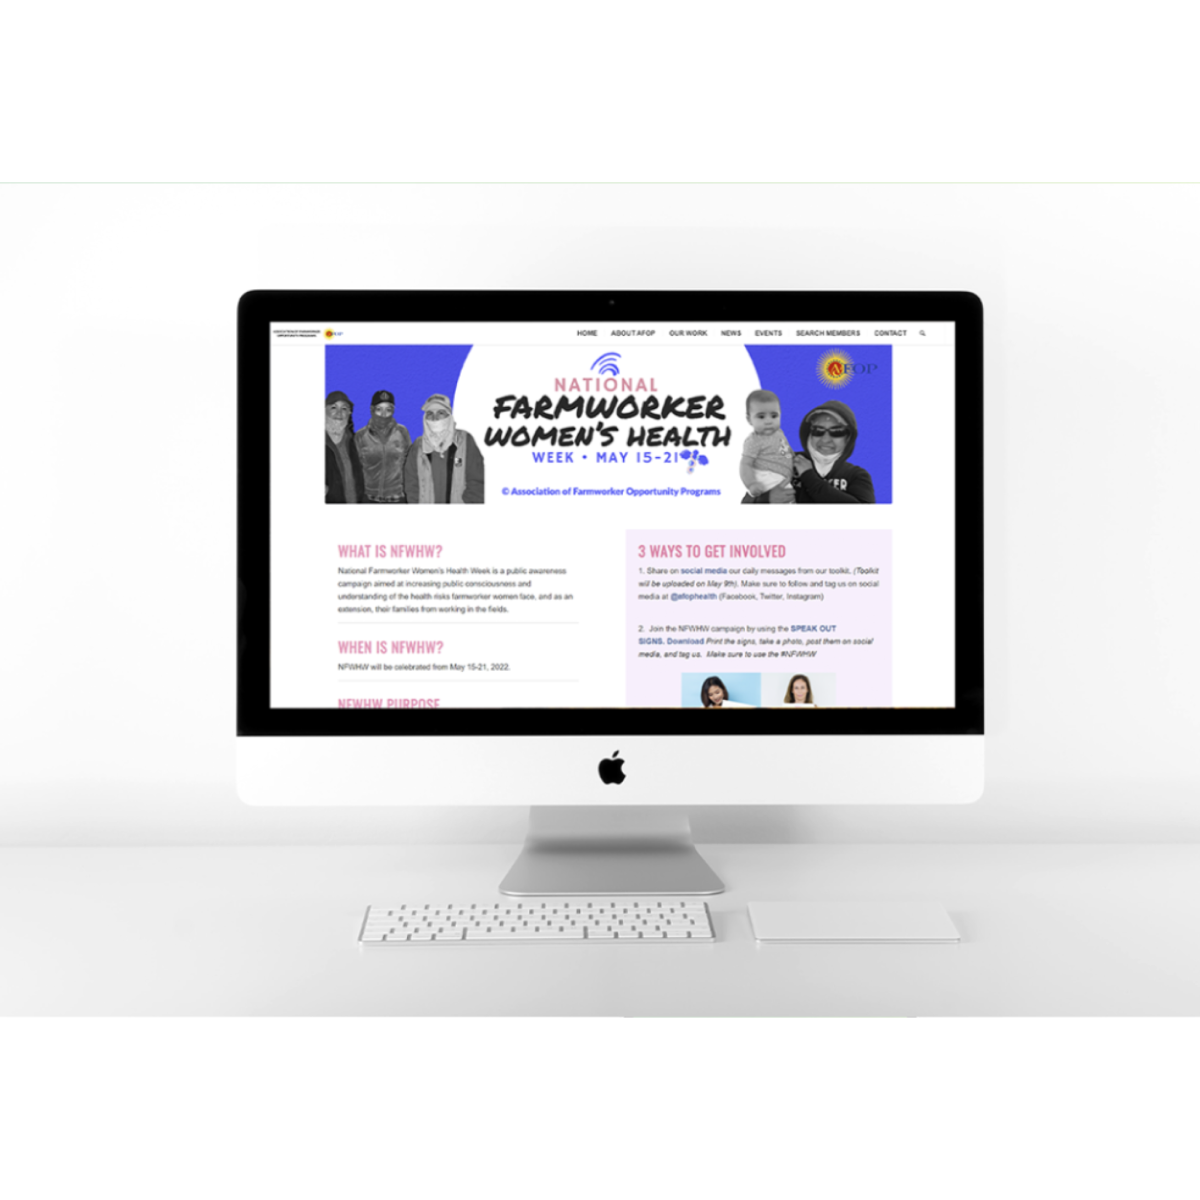 ASSOCIATION OF FARMWORKER
OPPORTUNITY PROGRAMS
AFOP
HOME ABOUT AFOP OUR WORK NEWS EVENTS SEARCH MEMBERS CONTACT
AFOP
NATIONAL
FARMWORKER
WOMEN'S HEALTH
WEEK • MAY 15-21
© Association of Farmworker Opportunity Programs
WHAT IS NFWHW?
National Farmworker Women's Health Week is a public awareness
campaign aimed at increasing public consciousness and
understanding of the health risks farmworker women face, and as an
extension, their families from working in the fields.
WHEN IS NFWHW?
NFWHW will be celebrated from May 15-21, 2022.
NFWHW PURPOSE
3 WAYS TO GET INVOLVED
1. Share on social media our daily messages from our toolkit. (Toolkit
will be uploaded on May 9th). Make sure to follow and tag us on social
media at @afophealth (Facebook, Twitter, Instagram)
2. Join the NFWHW campaign by using the SPEAK OUT
SIGNS. Download Print the signs, take a photo, post them on social
media, and tag us. Make sure to use the #NFWHW